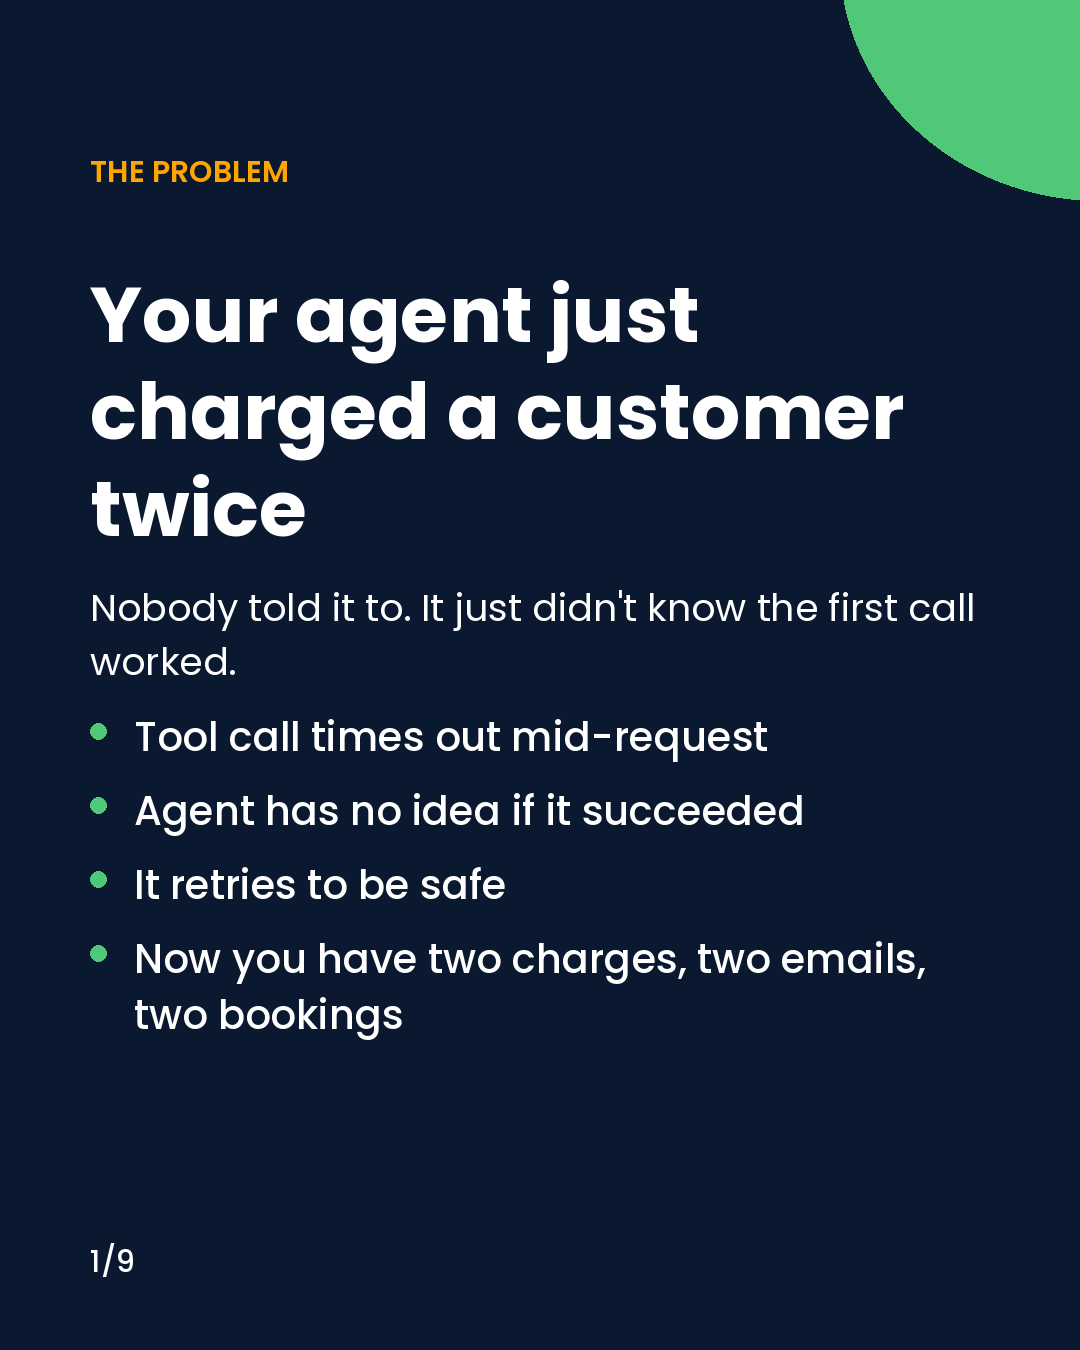 THE PROBLEM
Your agent just
charged a customer
twice
Nobody told it to. It just didn't know the first call
worked.
Tool call times out mid-request
Agent has no idea if it succeeded
It retries to be safe
Now you have two charges, two emails,
two bookings
1/9